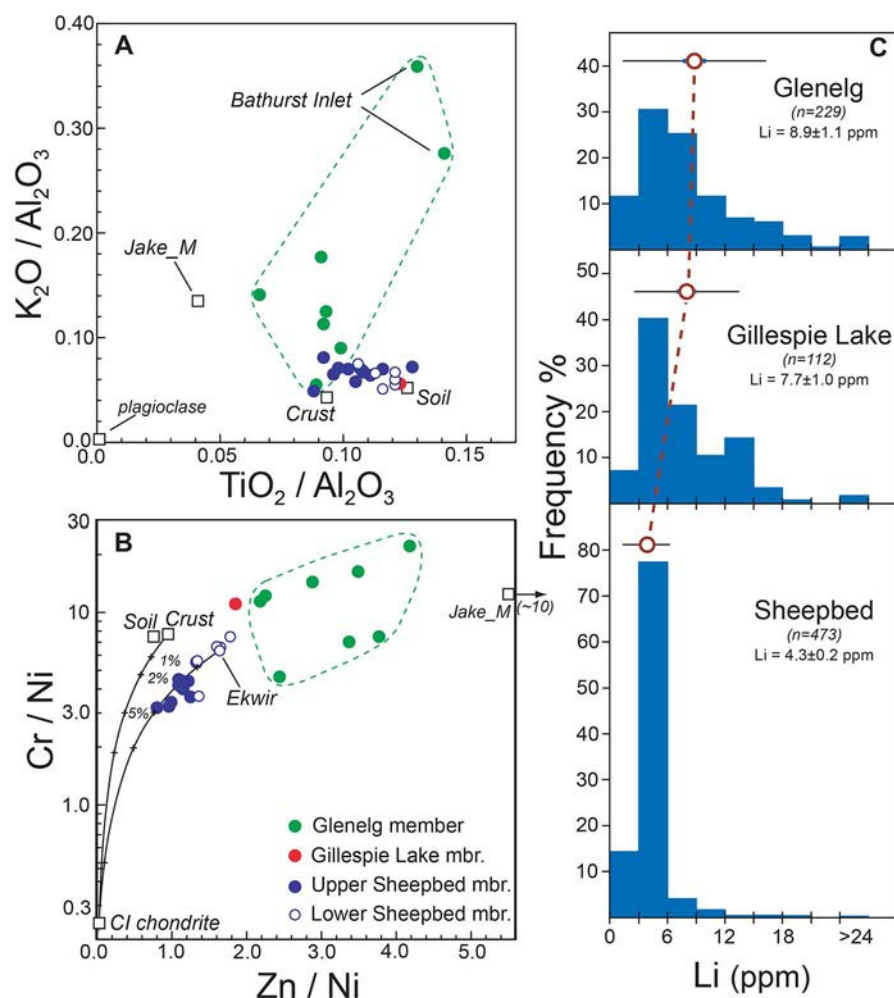 A
0.40
0.30
0.20
0.10
0.0
K2O / Al2O3
Bathurst Inlet
Jake_M
plagioclase
Crust
Soil
0.0
0.05
0.10
0.15
TiO2 / Al2O3
B
30
10
3.0
1.0
0.3
Cr / Ni
Soil
Crust
1%
2%
5%
Ekwir
Jake_M (~10)
Glenelg member
Gillespie Lake mbr.
Upper Sheepbed mbr.
Lower Sheepbed mbr.
CI chondrite
0.0
1.0
2.0
3.0
4.0
5.0
Zn / Ni
C
40
30
20
10
Glenelg
(n=229)
Li = 8.9±1.1 ppm
50
40
30
20
10
Gillespie Lake
(n=112)
Li = 7.7±1.0 ppm
Frequency %
80
70
60
50
40
30
20
10
Sheepbed
(n=473)
Li = 4.3±0.2 ppm
0
6
12
18
>24
Li (ppm)